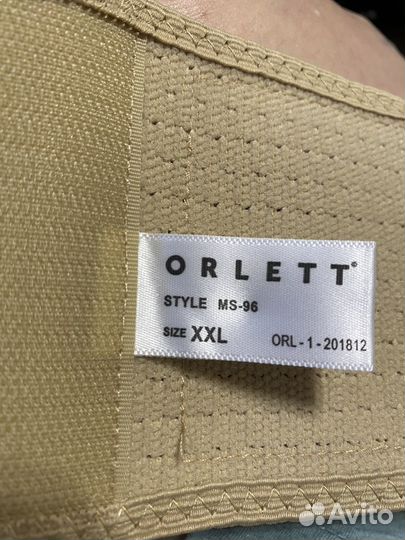 ORLETT®
STYLE MS-96
SIZE XXL ORL-1-201812
Avito